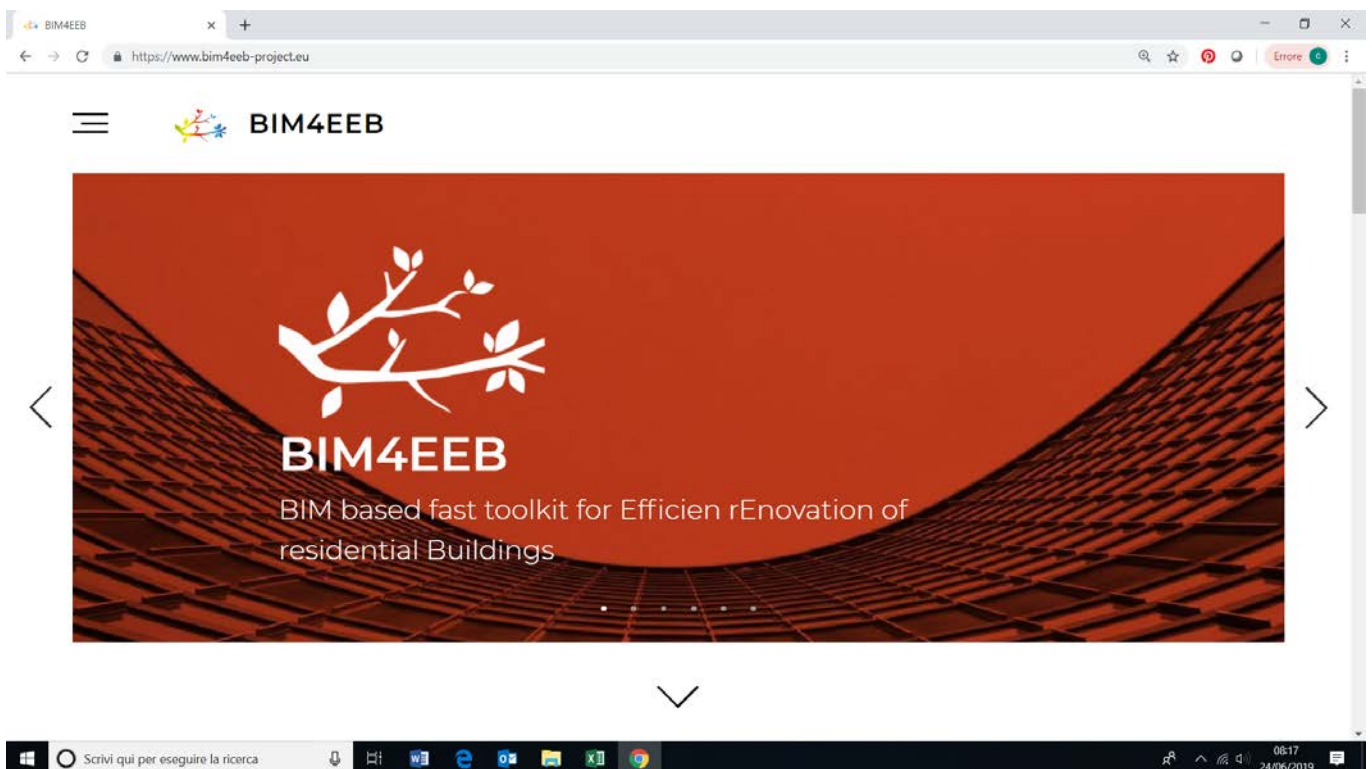 BIM4EEB
https://www.bim4eeb-project.eu
Errore
c
BIM4EEB
BIM4EEB
BIM based fast toolkit for Efficien rEnovation of
residential Buildings
Scrivi qui per eseguire la ricerca
08:17
24/06/2019